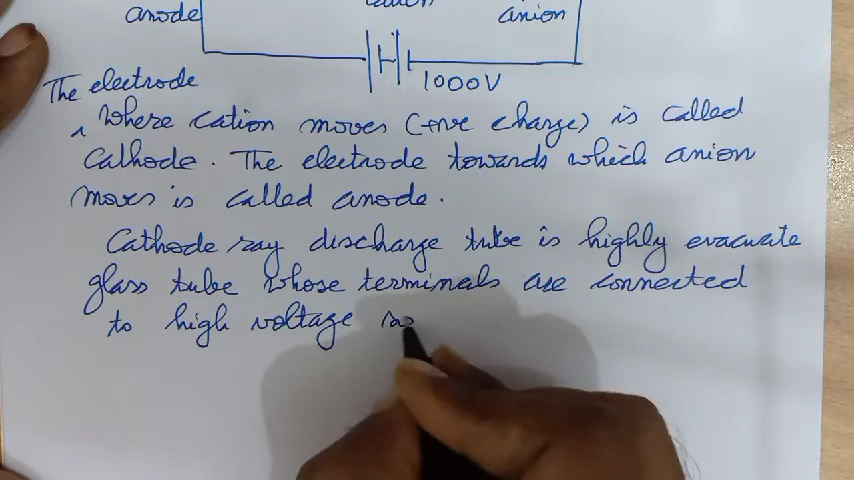 anode cation anion
1000V
The electrode
where cation moves (+ve charge) is called
Cathode. The electrode towards which anion
moves is called anode.
Cathode ray discharge tube is highly evacuate
glass tube whose terminals are connected
to high voltage so